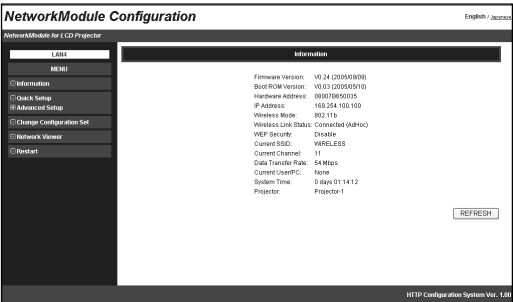 NetworkModule Configuration
English / Japanese
NetworkModule for LCD Projector
LAN4
MENU
Information
Quick Setup
Advanced Setup
Change Configuration Set
Network Viewer
Restart
Information
Firmware Version: V0.24 (2005/09/09)
Boot ROM Version: V0.03 (2005/05/10)
Hardware Address: 08007B650035
IP Address: 169.254.100.100
Wireless Mode: 802.11b
Wireless Link Status: Connected (AdHoc)
WEP Security: Disable
Current SSID: WIRELESS
Current Channel: 11
Data Transfer Rate: 54 Mbps
Current User/PC: None
System Time: 0 days 01:14:12
Projector: Projector-1
REFRESH
HTTP Configuration System Ver. 1.00